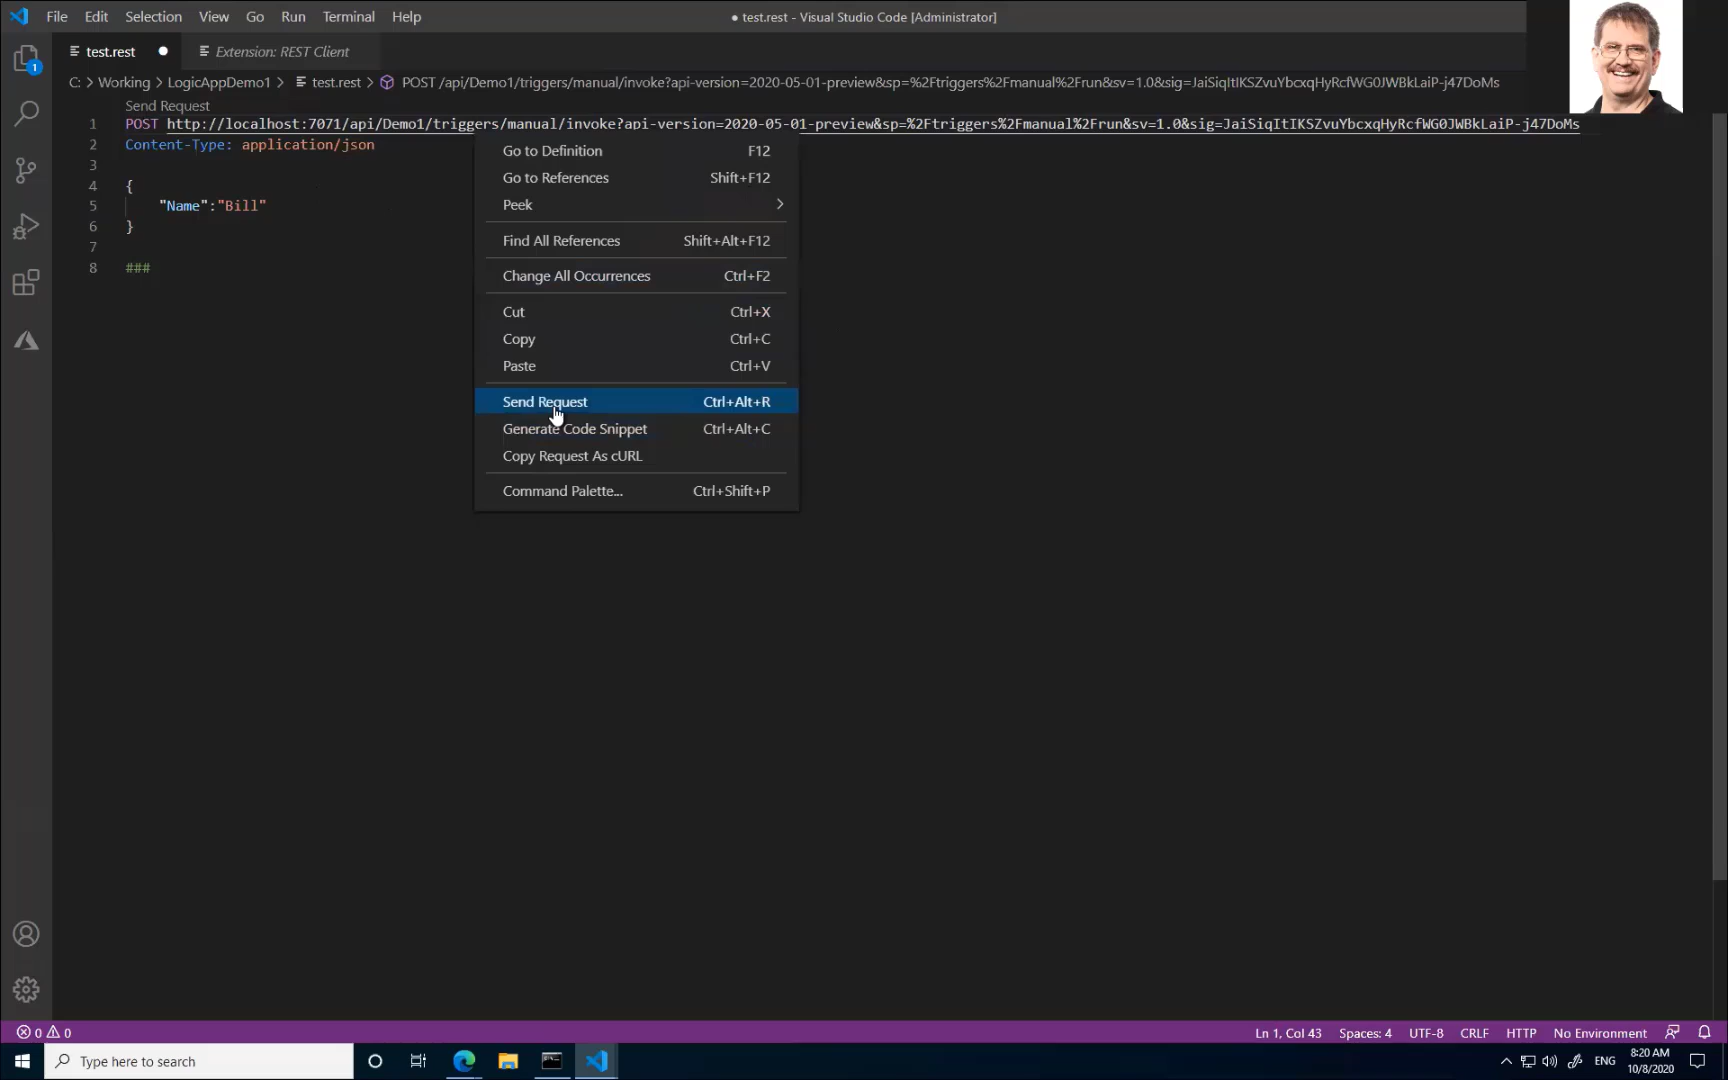 File Edit Selection View Go Run Terminal Help
● test.rest - Visual Studio Code [Administrator]
test.rest
Extension: REST Client
1
C: > Working > LogicAppDemo1 > test.rest > POST /api/Demo1/triggers/manual/invoke?api-version=2020-05-01-preview&sp=%2Ftriggers%2Fmanual%2Frun&sv=1.0&sig=JaiSiqItIKSZvuYbcxqHyRcfWG0JWBkLaiP-j47DoMs
Send Request
1 POST http://localhost:7071/api/Demo1/triggers/manual/invoke?api-version=2020-05-01-preview&sp=%2Ftriggers%2Fmanual%2Frun&sv=1.0&sig=JaiSiqItIKSZvuYbcxqHyRcfWG0JWBkLaiP-j47DoMs
2 Content-Type: application/json
3
4 {
5 "Name":"Bill"
6 }
7
8 ###
Go to Definition F12
Go to References Shift+F12
Peek >
Find All References Shift+Alt+F12
Change All Occurrences Ctrl+F2
Cut Ctrl+X
Copy Ctrl+C
Paste Ctrl+V
Send Request Ctrl+Alt+R
Generate Code Snippet Ctrl+Alt+C
Copy Request As cURL
Command Palette... Ctrl+Shift+P
0 0
Ln 1, Col 43 Spaces: 4 UTF-8 CRLF HTTP No Environment
Type here to search
ENG
8:20 AM
10/8/2020